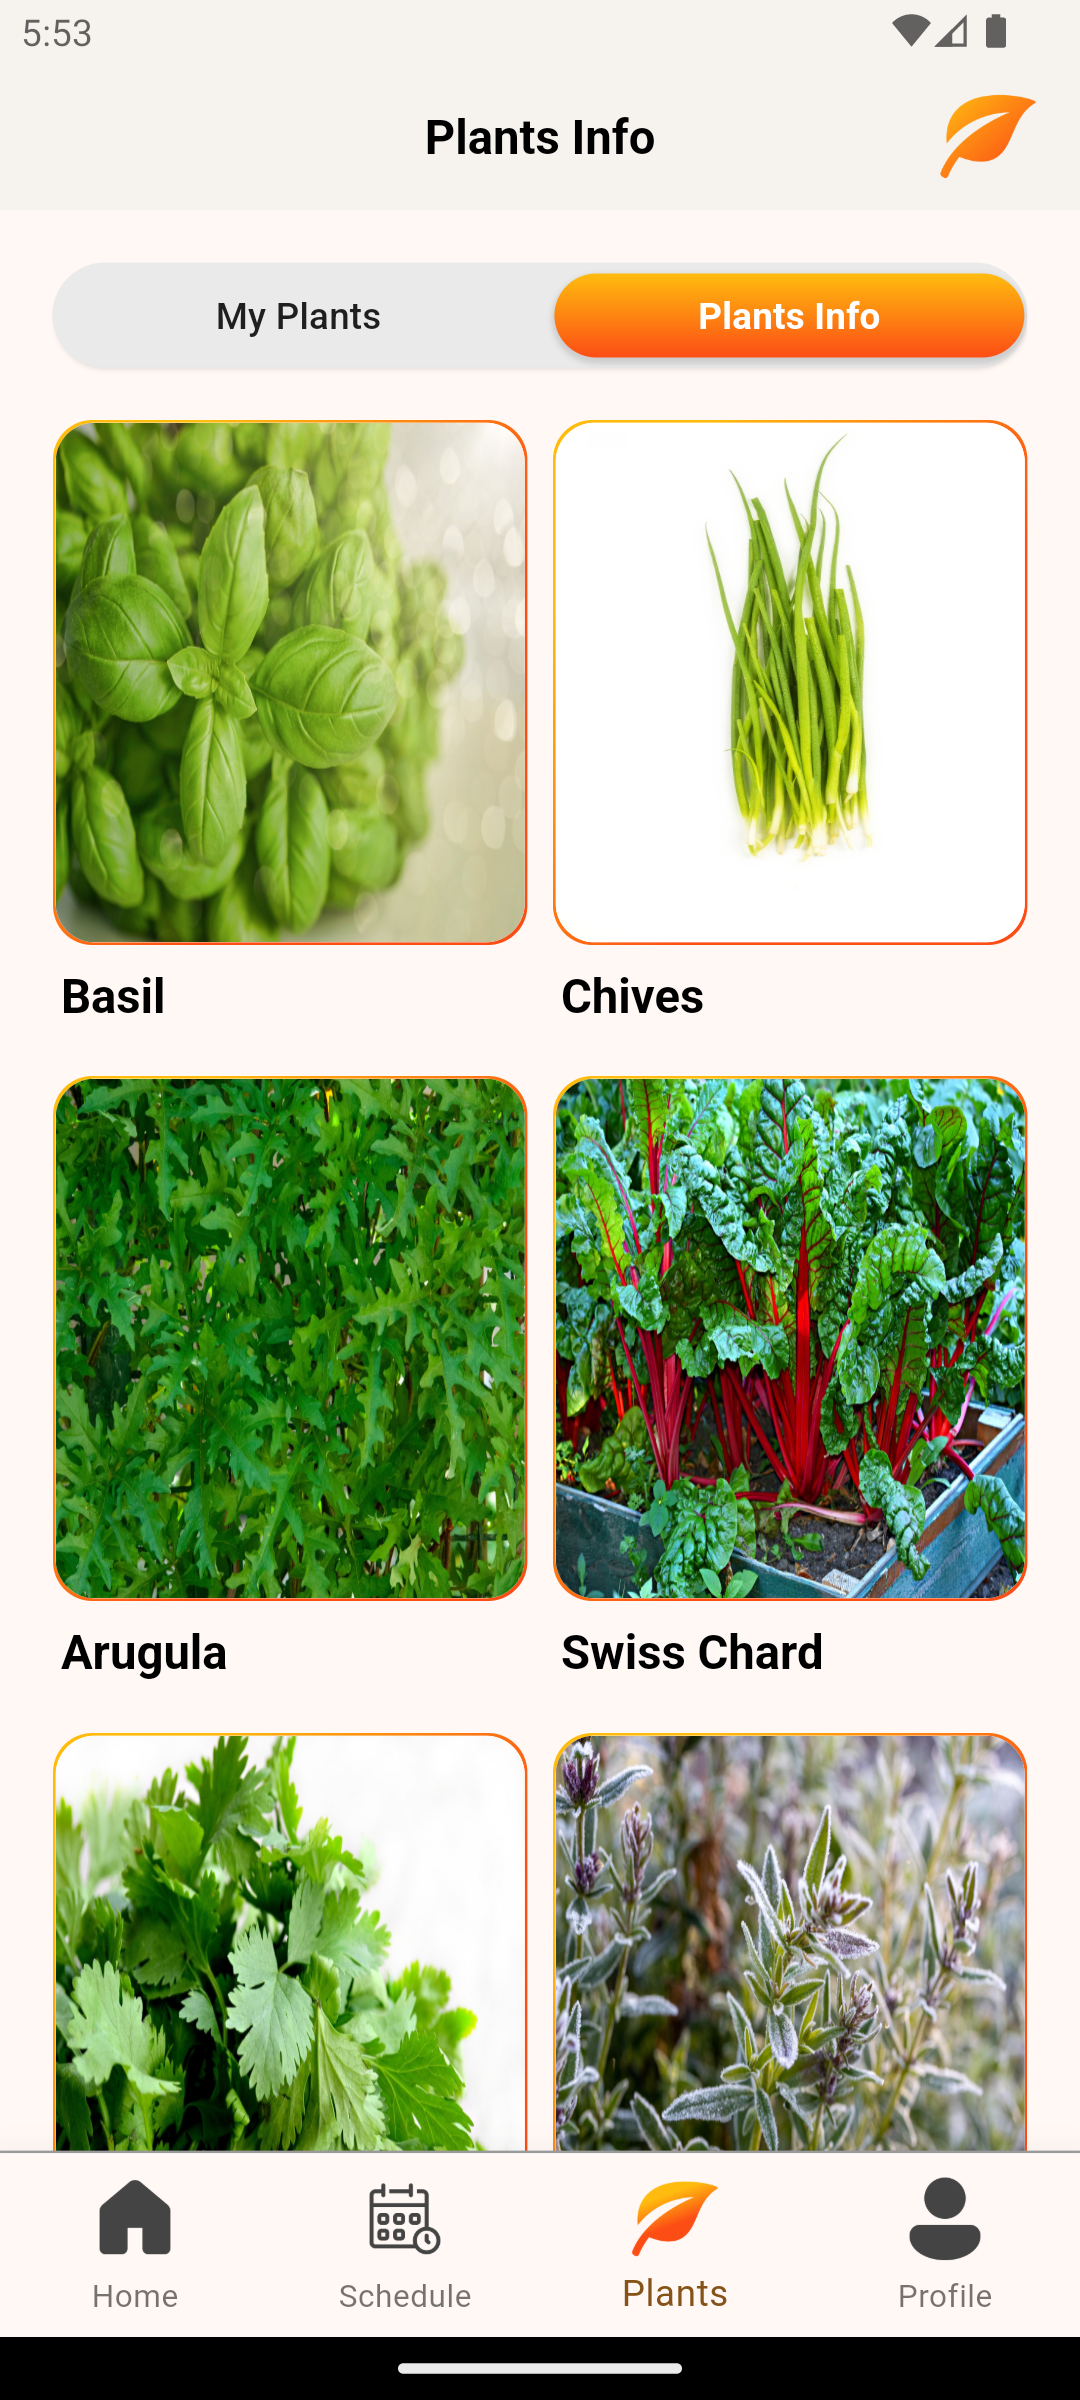 5:53
Plants Info
My Plants
Plants Info
Basil
Chives
Arugula
Swiss Chard
Home
Schedule
Plants
Profile